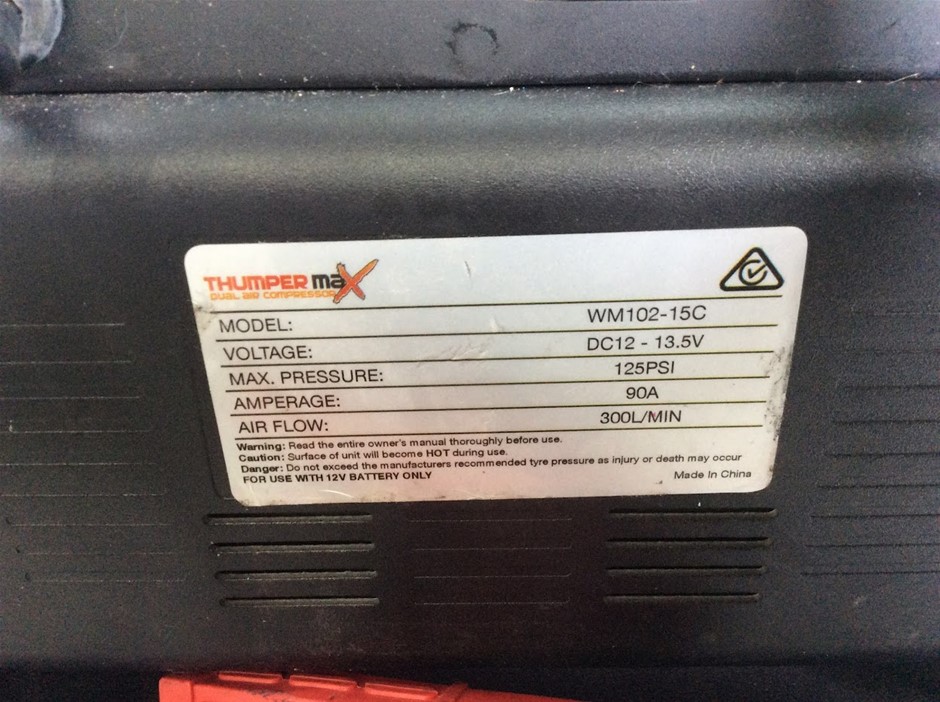 THUMPER maX
DUAL AIR COMPRESSOR
MODEL: WM102-15C
VOLTAGE: DC12 - 13.5V
MAX. PRESSURE: 125PSI
AMPERAGE: 90A
AIR FLOW: 300L/MIN
Warning: Read the entire owner's manual thoroughly before use.
Caution: Surface of unit will become HOT during use.
Danger: Do not exceed the manufacturers recommended tyre pressure as injury or death may occur
FOR USE WITH 12V BATTERY ONLY Made In China